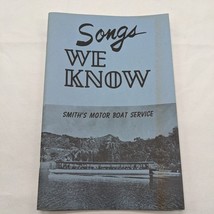 Songs
WE
KNOW
SMITH'S MOTOR BOAT SERVICE